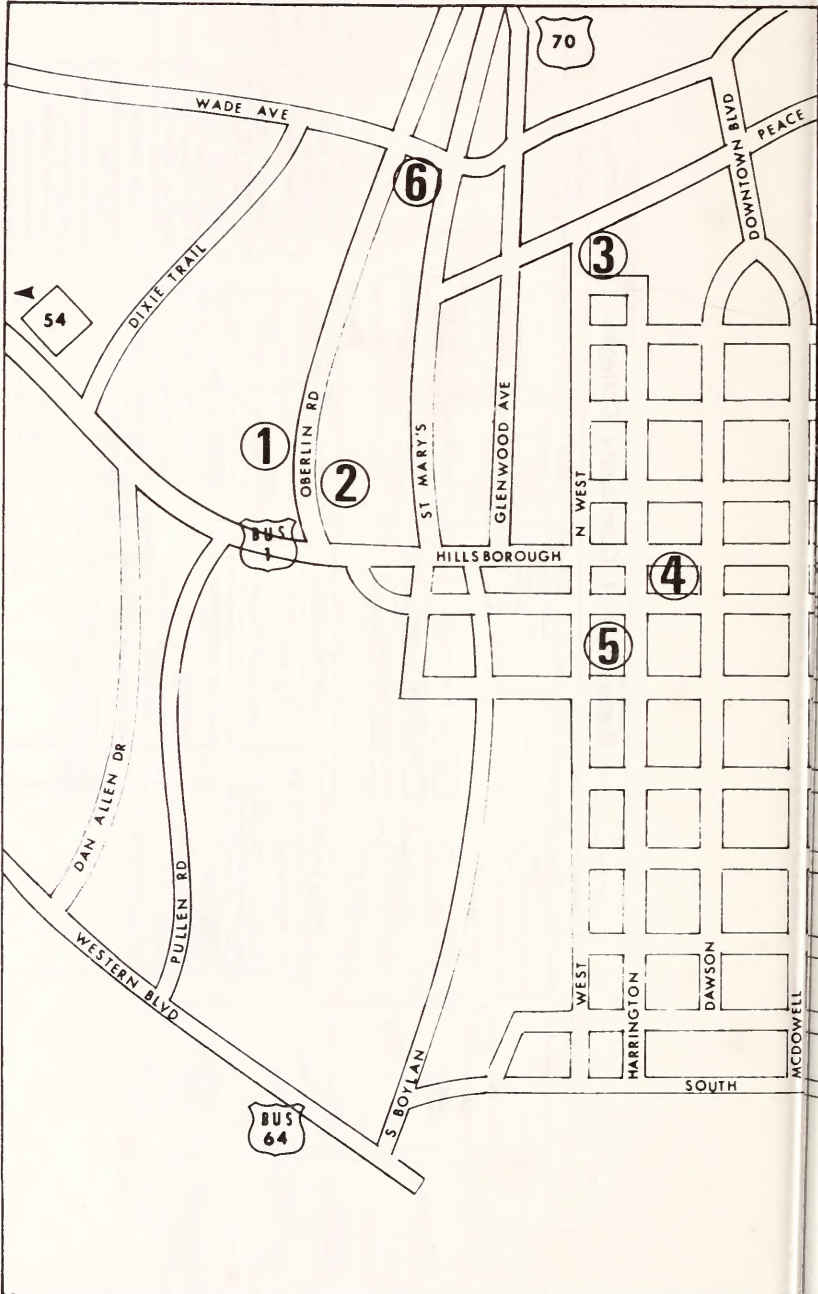 70
WADE AVE
DOWNTOWN BLVD
PEACE
6
3
DIXIE TRAIL
54
1
OBERLIN RD
2
ST MARY'S
GLENWOOD AVE
N WEST
BUS
1
HILLSBOROUGH
4
5
DAN ALLEN DR
PULLEN RD
WESTERN BLVD
WEST
HARRINGTON
DAWSON
MCDOWELL
S BOYLAN
SOUTH
BUS
64